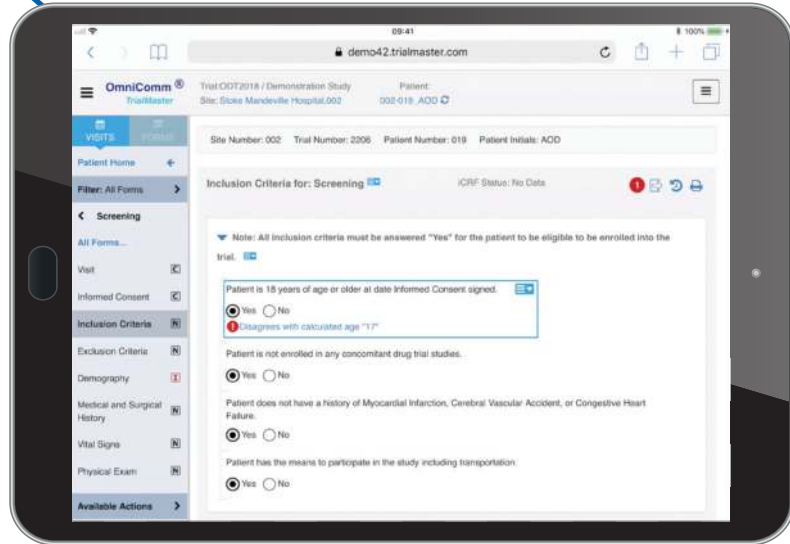 09:41
100%
demo42.trialmaster.com
OmniComm ®
TrialMaster
Trial:ODT2018 / Demonstration Study
Patient:
Site: Stoke Mandeville Hospital,002
002-019_AOD
VISITS
FORMS
Site Number: 002 Trial Number: 2206 Patient Number: 019 Patient Initials: AOD
Patient Home
Filter: All Forms
Screening
All Forms...
Visit C
Informed Consent C
Inclusion Criteria N
Exclusion Criteria N
Demography I
Medical and Surgical
History N
Vital Signs N
Physical Exam N
Available Actions
Inclusion Criteria for: Screening
iCRF Status: No Data
1
Note: All inclusion criteria must be answered "Yes" for the patient to be eligible to be enrolled into the
trial.
Patient is 18 years of age or older at date Informed Consent signed.
Yes No
Disagrees with calculated age "17"
Patient is not enrolled in any concomitant drug trial studies.
Yes No
Patient does not have a history of Myocardial Infarction, Cerebral Vascular Accident, or Congestive Heart
Failure.
Yes No
Patient has the means to participate in the study including transportation.
Yes No